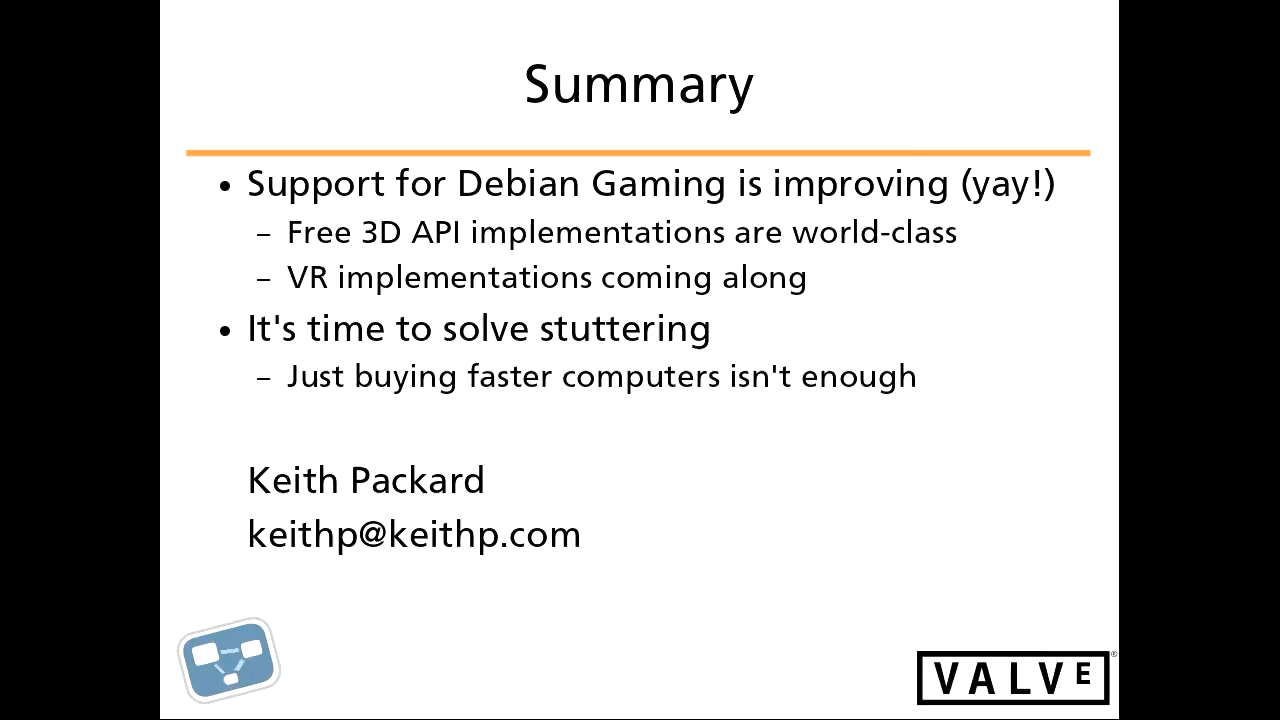 Summary
• Support for Debian Gaming is improving (yay!)
– Free 3D API implementations are world-class
– VR implementations coming along
• It's time to solve stuttering
– Just buying faster computers isn't enough
Keith Packard
keithp@keithp.com
VALVE®